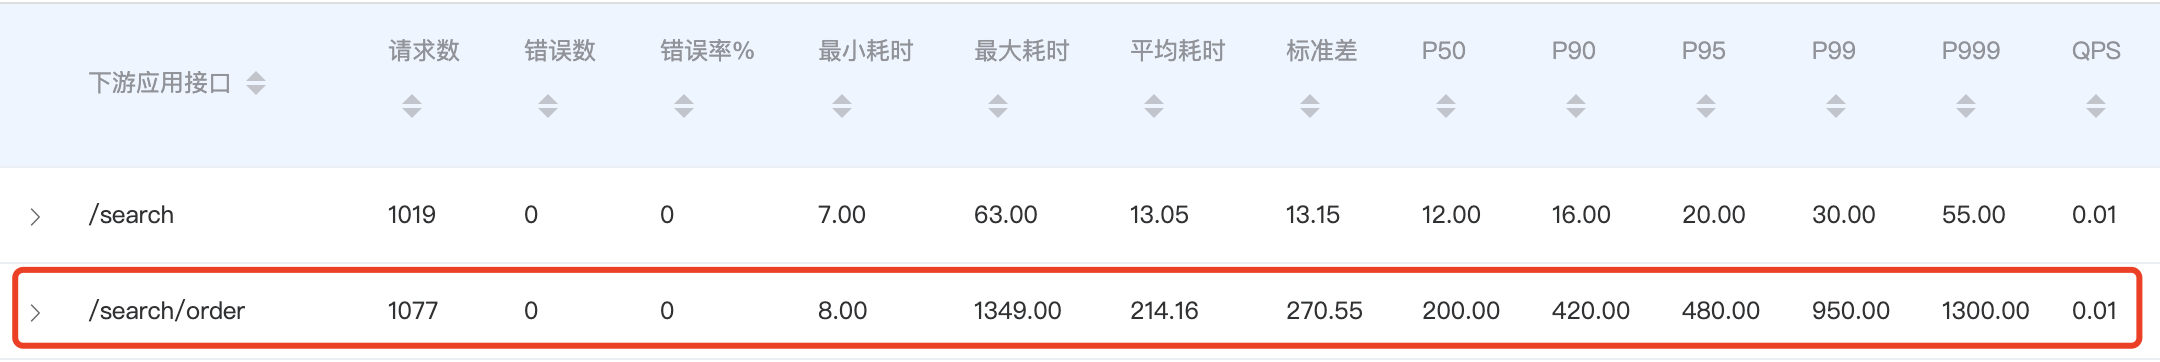 下游应用接口 请求数 错误数 错误率% 最小耗时 最大耗时 平均耗时 标准差 P50 P90 P95 P99 P999 QPS
/search 1019 0 0 7.00 63.00 13.05 13.15 12.00 16.00 20.00 30.00 55.00 0.01
/search/order 1077 0 0 8.00 1349.00 214.16 270.55 200.00 420.00 480.00 950.00 1300.00 0.01